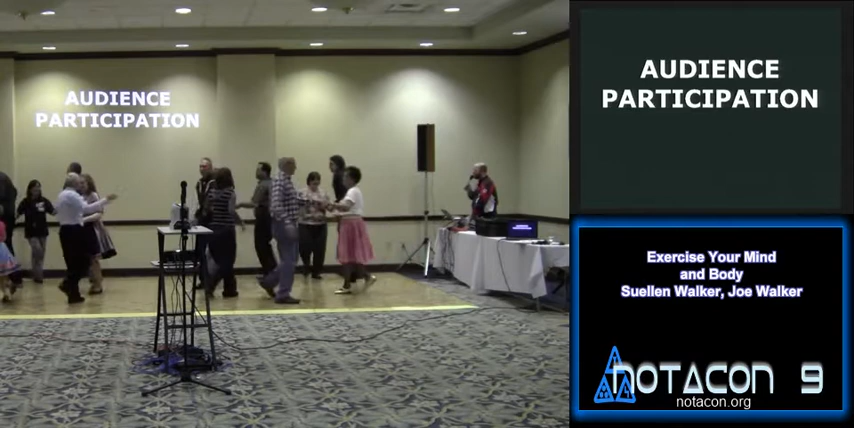 AUDIENCE
PARTICIPATION
AUDIENCE
PARTICIPATION
Exercise Your Mind
and Body
Suellen Walker, Joe Walker
NOTACON 9
notacon.org